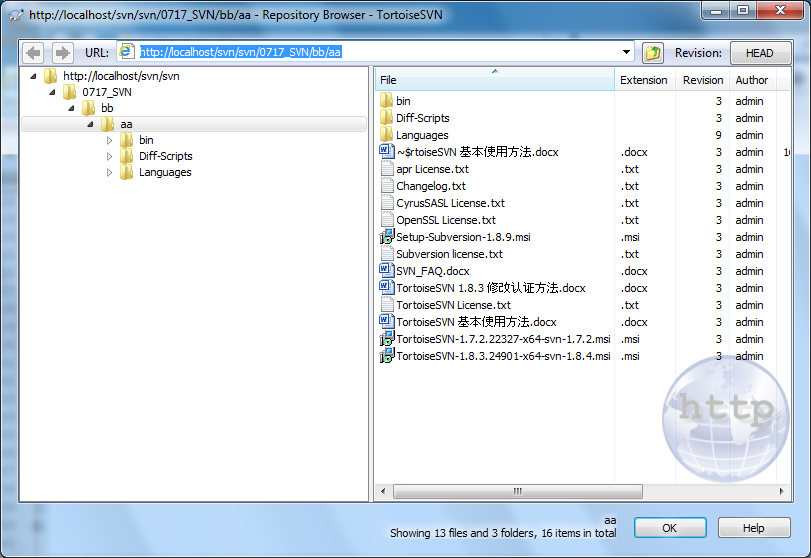 http://localhost/svn/svn/0717_SVN/bb/aa - Repository Browser - TortoiseSVN
URL: http://localhost/svn/svn/0717_SVN/bb/aa Revision: HEAD
http://localhost/svn/svn
0717_SVN
bb
aa
bin
Diff-Scripts
Languages
File Extension Revision Author
bin 3 admin
Diff-Scripts 3 admin
Languages 9 admin
~$rtoiseSVN 基本使用方法.docx .docx 3 admin
apr License.txt .txt 3 admin
Changelog.txt .txt 3 admin
CyrusSASL License.txt .txt 3 admin
OpenSSL License.txt .txt 3 admin
Setup-Subversion-1.8.9.msi .msi 3 admin
Subversion license.txt .txt 3 admin
SVN_FAQ.docx .docx 3 admin
TortoiseSVN 1.8.3 修改认证方法.docx .docx 3 admin
TortoiseSVN License.txt .txt 3 admin
TortoiseSVN 基本使用方法.docx .docx 3 admin
TortoiseSVN-1.7.2.22327-x64-svn-1.7.2.msi .msi 3 admin
TortoiseSVN-1.8.3.24901-x64-svn-1.8.4.msi .msi 3 admin
http
aa
Showing 13 files and 3 folders, 16 items in total
OK Help